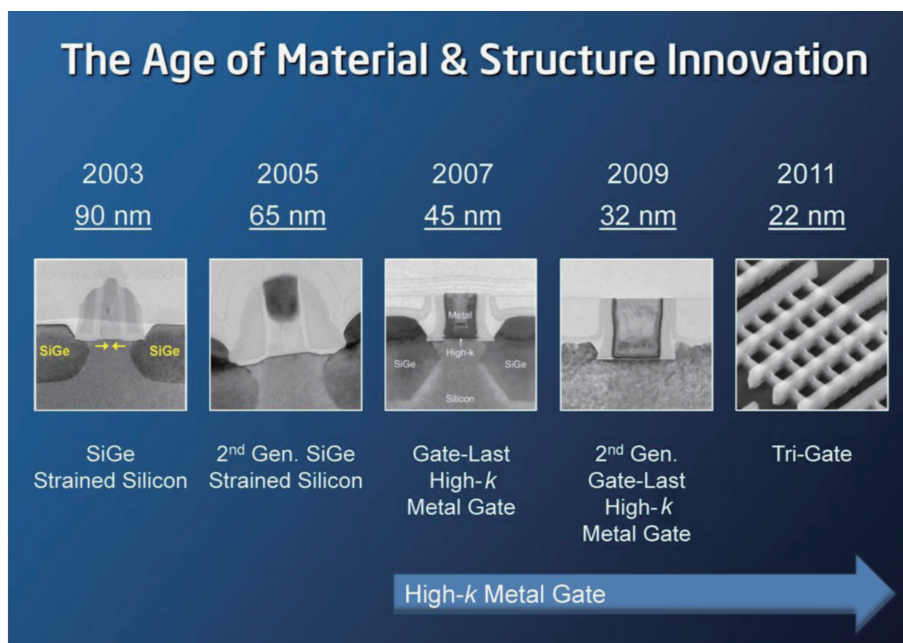 The Age of Material & Structure Innovation
2003
90 nm
2005
65 nm
2007
45 nm
2009
32 nm
2011
22 nm
SiGe
SiGe
Metal
High-k
SiGe
SiGe
Silicon
SiGe
Strained Silicon
2nd Gen. SiGe
Strained Silicon
Gate-Last
High-k
Metal Gate
2nd Gen.
Gate-Last
High-k
Metal Gate
Tri-Gate
High-k Metal Gate